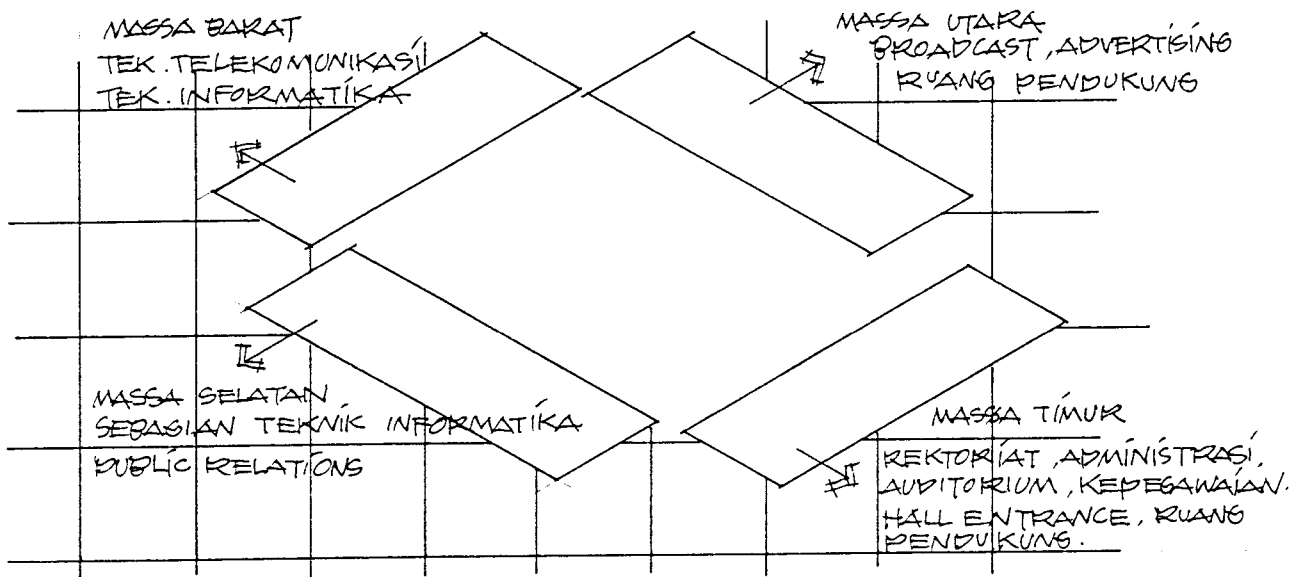 MASSA BARAT
TEK. TELEKOMUNIKASI
TEK. INFORMATIKA
MASSA UTARA
BROADCAST, ADVERTISING
RUANG PENDUKUNG
MASSA SELATAN
SEBAGIAN TEKNIK INFORMATIKA
PUBLIC RELATIONS
MASSA TIMUR
REKTORIAT, ADMINISTRASI,
AUDITORIUM, KEPEGAWAIAN.
HALL ENTRANCE, RUANG
PENDUKUNG.